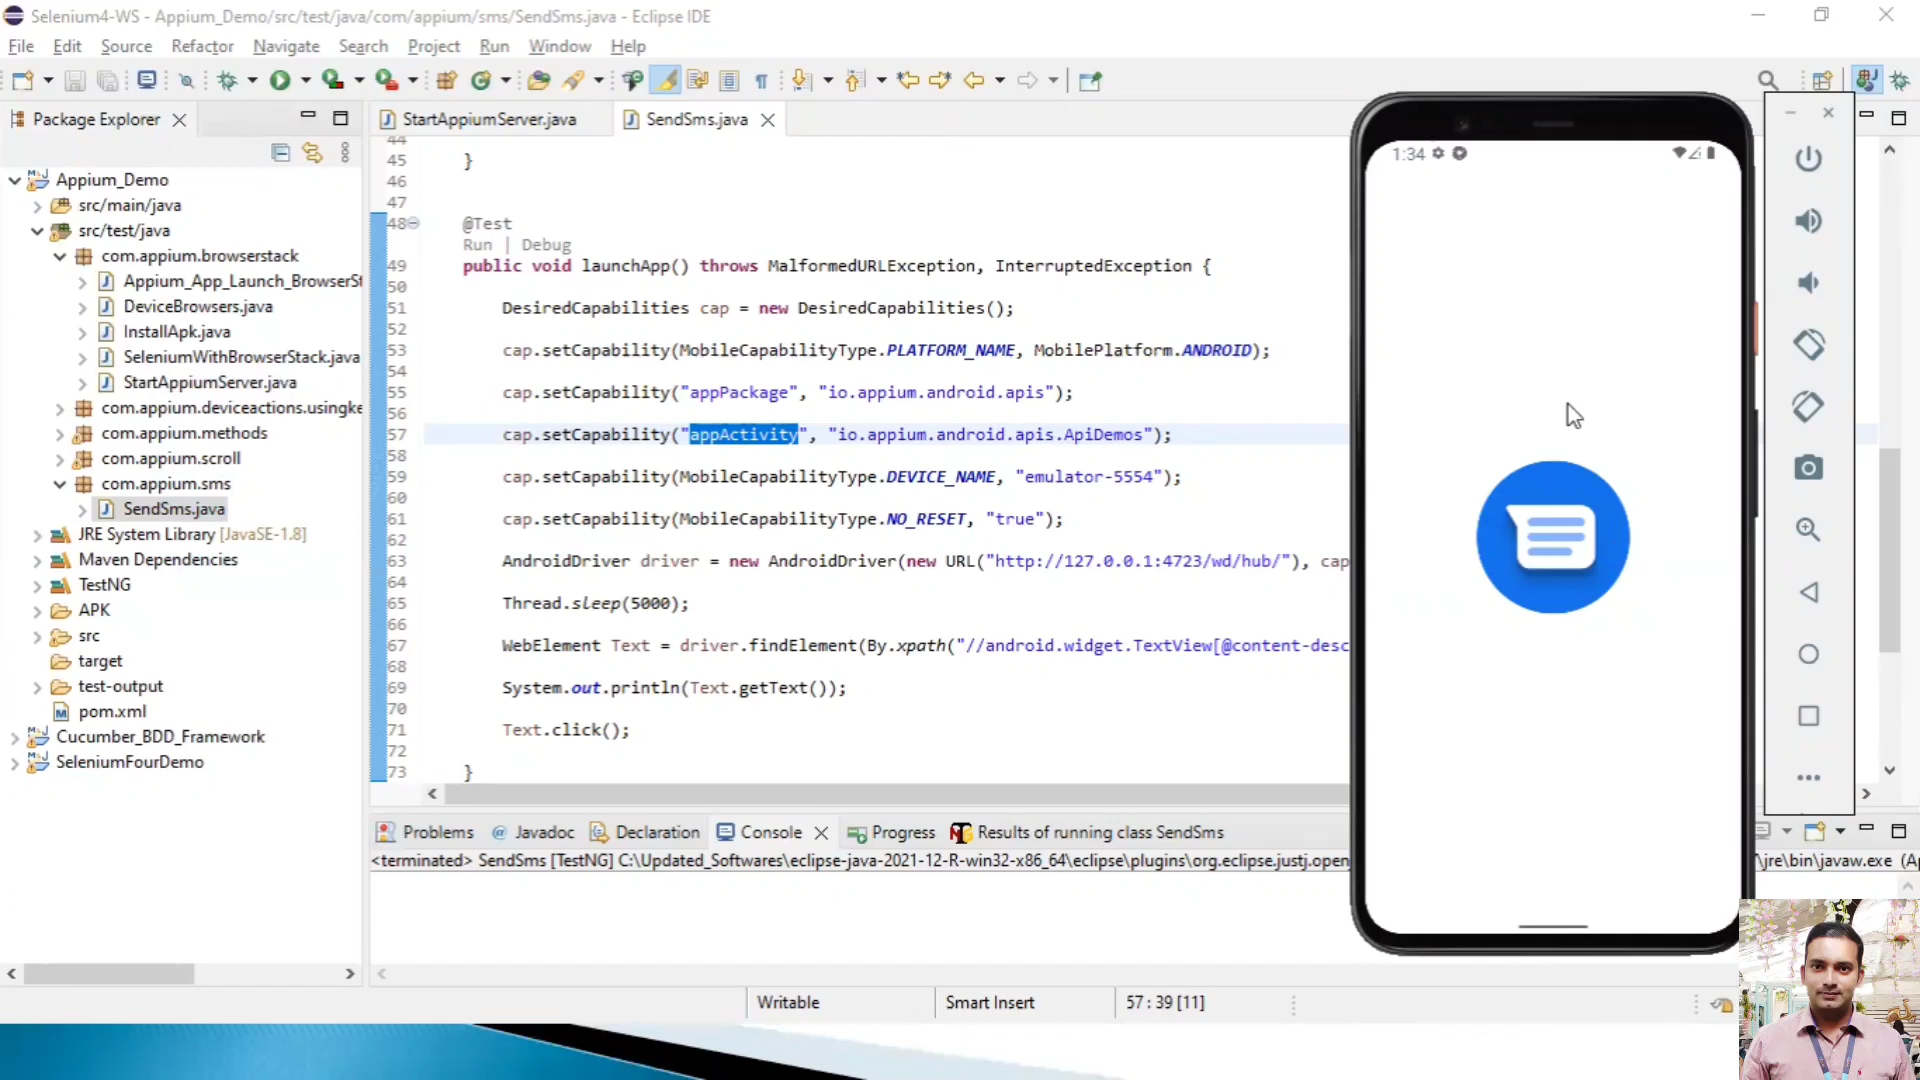 Selenium4-WS - Appium_Demo/src/test/java/com/appium/sms/SendSms.java - Eclipse IDE
File Edit Source Refactor Navigate Search Project Run Window Help
Package Explorer
StartAppiumServer.java
SendSms.java
Appium_Demo
src/main/java
src/test/java
com.appium.browserstack
Appium_App_Launch_BrowserSt
DeviceBrowsers.java
InstallApk.java
SeleniumWithBrowserStack.java
StartAppiumServer.java
com.appium.deviceactions.usingke
com.appium.methods
com.appium.scroll
com.appium.sms
SendSms.java
JRE System Library [JavaSE-1.8]
Maven Dependencies
TestNG
APK
src
target
test-output
pom.xml
Cucumber_BDD_Framework
SeleniumFourDemo
44
45 }
46
47
48 @Test
Run | Debug
49 public void launchApp() throws MalformedURLException, InterruptedException {
50
51 DesiredCapabilities cap = new DesiredCapabilities();
52
53 cap.setCapability(MobileCapabilityType.PLATFORM_NAME, MobilePlatform.ANDROID);
54
55 cap.setCapability("appPackage", "io.appium.android.apis");
56
57 cap.setCapability("appActivity", "io.appium.android.apis.ApiDemos");
58
59 cap.setCapability(MobileCapabilityType.DEVICE_NAME, "emulator-5554");
60
61 cap.setCapability(MobileCapabilityType.NO_RESET, "true");
62
63 AndroidDriver driver = new AndroidDriver(new URL("http://127.0.0.1:4723/wd/hub/"), cap
64
65 Thread.sleep(5000);
66
67 WebElement Text = driver.findElement(By.xpath("//android.widget.TextView[@content-desc
68
69 System.out.println(Text.getText());
70
71 Text.click();
72
73 }
1:34
Problems Javadoc Declaration Console Progress Results of running class SendSms
<terminated> SendSms [TestNG] C:\Updated_Softwares\eclipse-java-2021-12-R-win32-x86_64\eclipse\plugins\org.eclipse.justj.open
\jre\bin\javaw.exe (A
Writable
Smart Insert
57 : 39 [11]